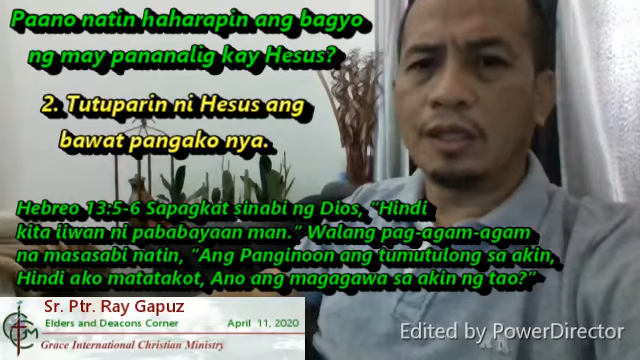 Paano natin haharapin ang bagyo
ng may pananalig kay Hesus?
2. Tutuparin ni Hesus ang
bawat pangako nya.
Hebreo 13:5-6 Sapagkat sinabi ng Dios, "Hindi
kita iiwan ni pababayaan man." Walang pag-agam-agam
na masasabi natin, "Ang Panginoon ang tumutulong sa akin,
Hindi ako matatakot, Ano ang magagawa sa akin ng tao?"
Sr. Ptr. Ray Gapuz
Elders and Deacons Corner April 11, 2020
Grace International Christian Ministry
Edited by PowerDirector